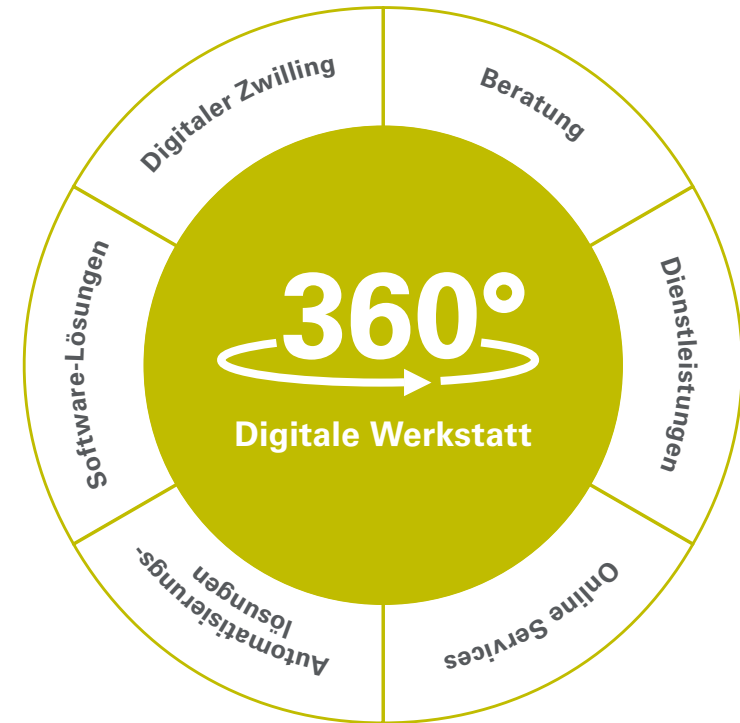 360°
Digitale Werkstatt
Beratung
Dienstleistungen
Online Services
Automatisierungs-
lösungen
Software-Lösungen
Digitaler Zwilling